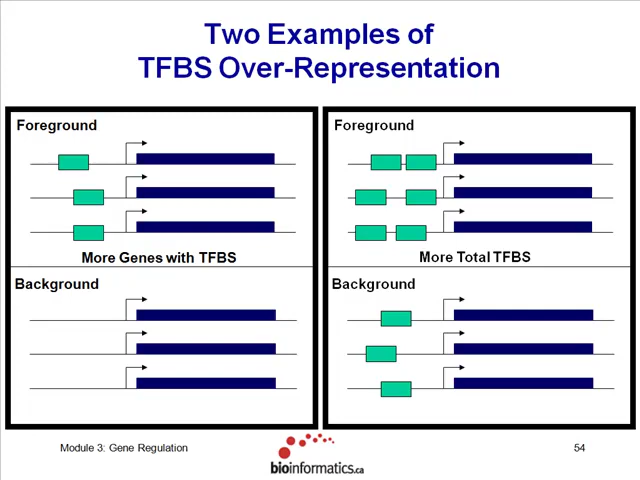 Two Examples of
TFBS Over-Representation
Foreground
More Genes with TFBS
Background
Foreground
More Total TFBS
Background
Module 3: Gene Regulation
bioinformatics.ca
54